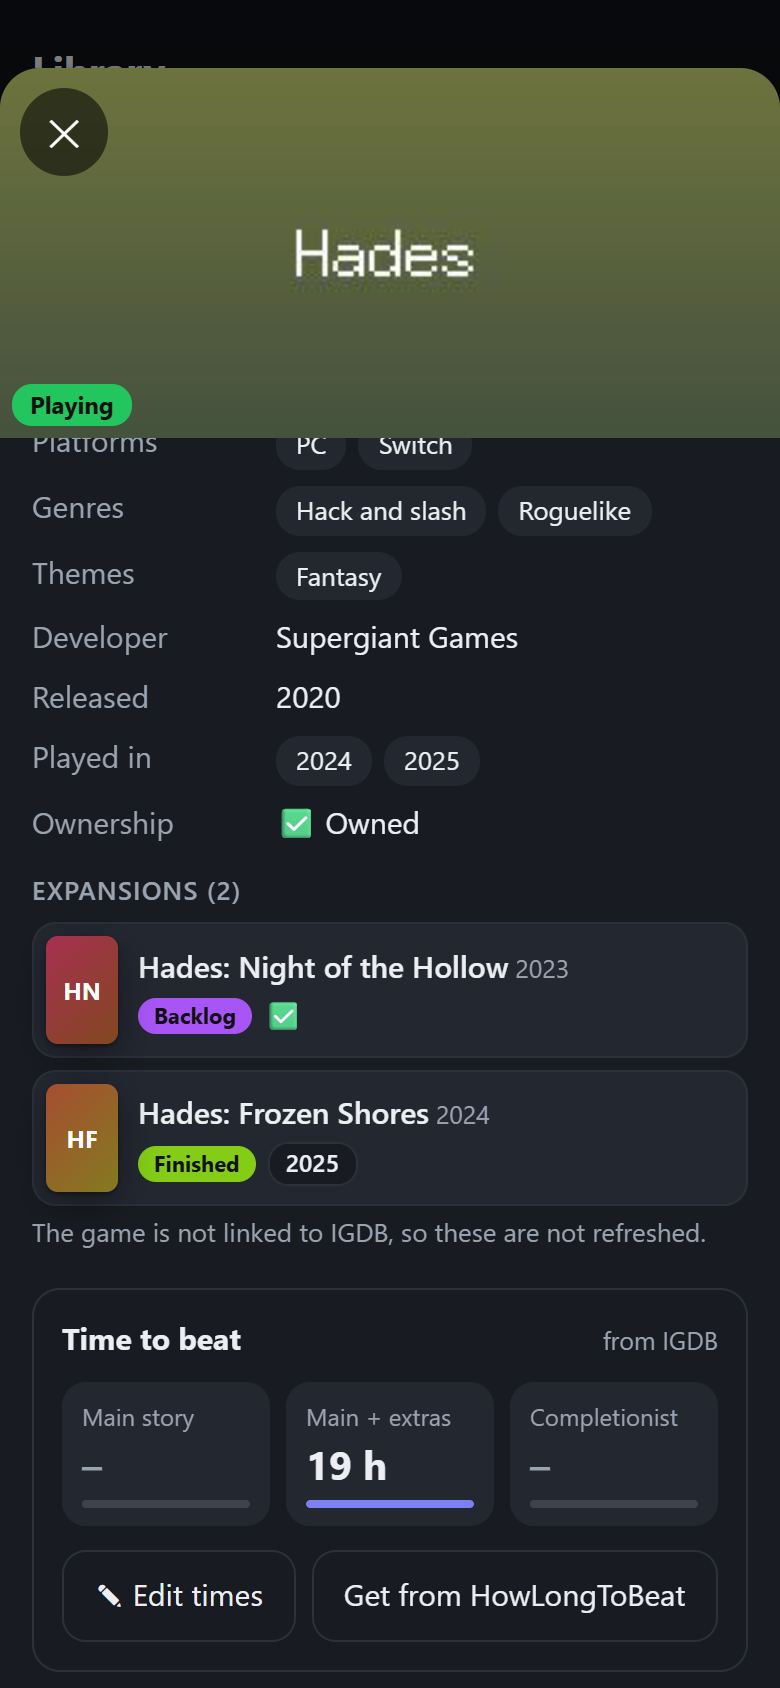 Library
Hades
Playing
Platforms PC Switch
Genres Hack and slash Roguelike
Themes Fantasy
Developer Supergiant Games
Released 2020
Played in 2024 2025
Ownership ✅ Owned
EXPANSIONS (2)
HN
Hades: Night of the Hollow 2023
Backlog ✅
HF
Hades: Frozen Shores 2024
Finished 2025
The game is not linked to IGDB, so these are not refreshed.
Time to beat from IGDB
Main story Main + extras Completionist
– 19 h –
Edit times Get from HowLongToBeat